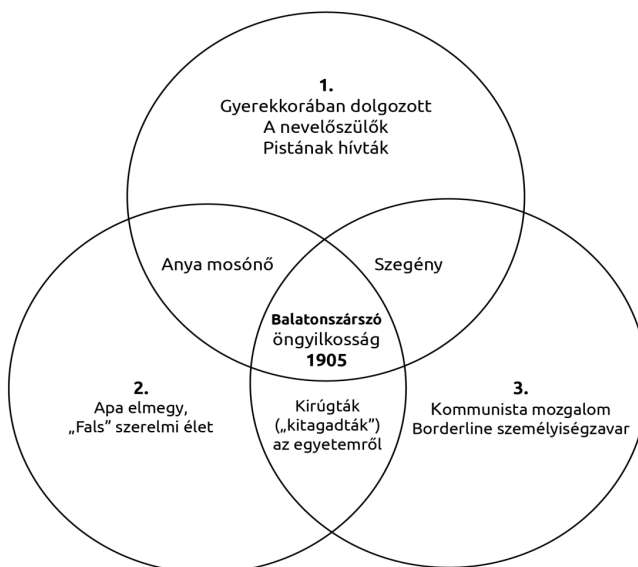 1.
Gyerekkorában dolgozott
A nevelőszülők
Pistának hívták
Anya mosónő
Szegény
Balatonszárszó
öngyilkosság
1905
2.
Apa elmegy,
„Fals” szerelmi élet
Kirúgták
(„kitagadták”)
az egyetemről
3.
Kommunista mozgalom
Borderline személyiségzavar